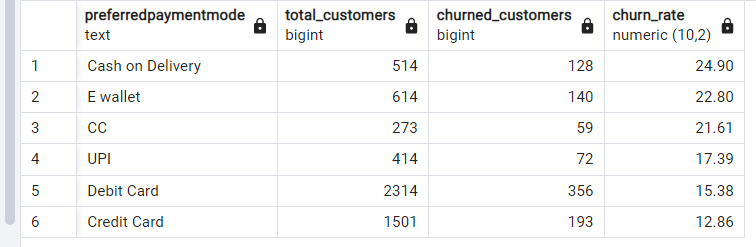 preferredpaymentmode total_customers churned_customers churn_rate
text bigint bigint numeric (10,2)
1 Cash on Delivery 514 128 24.90
2 E wallet 614 140 22.80
3 CC 273 59 21.61
4 UPI 414 72 17.39
5 Debit Card 2314 356 15.38
6 Credit Card 1501 193 12.86